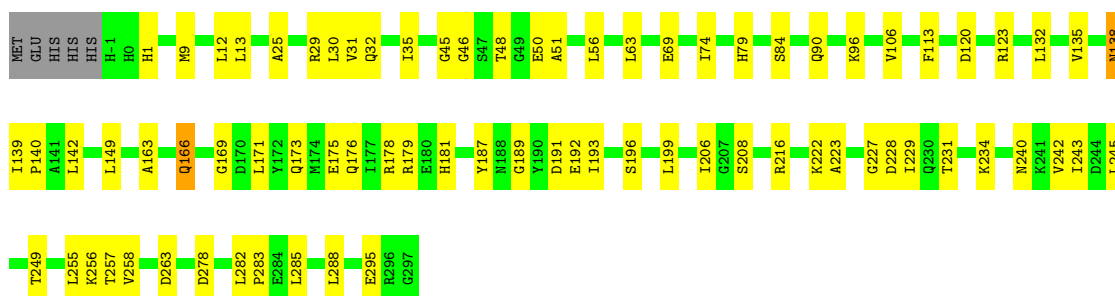 MET GLU HIS HIS HIS H-1 H0 H1 M9 L12 L13 A25 R29 L30 V31 Q32 I35 G45 G46 S47 T48 G49 E50 A51 L56 L63 E69 I74 H79 S84 Q90 K96 V106 F113 D120 R123 L132 V135 N138
I139 P140 A141 L142 L149 A163 Q166 G169 D170 L171 Y172 Q173 M174 E175 Q176 I177 R178 R179 E180 H181 Y187 N188 G189 Y190 D191 E192 I193 S196 L199 I206 G207 S208 R216 K222 A223 G227 D228 I229 Q230 T231 K234 N240 K241 V242 I243 D244 L245
T249 L255 K256 T257 V258 D263 D278 L282 P283 E284 L285 L288 E295 R296 G297